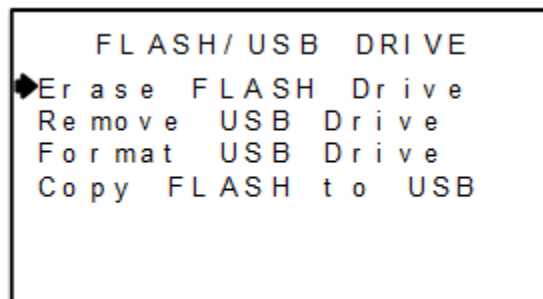 FLASH/USB DRIVE
Erase FLASH Drive
Remove USB Drive
Format USB Drive
Copy FLASH to USB